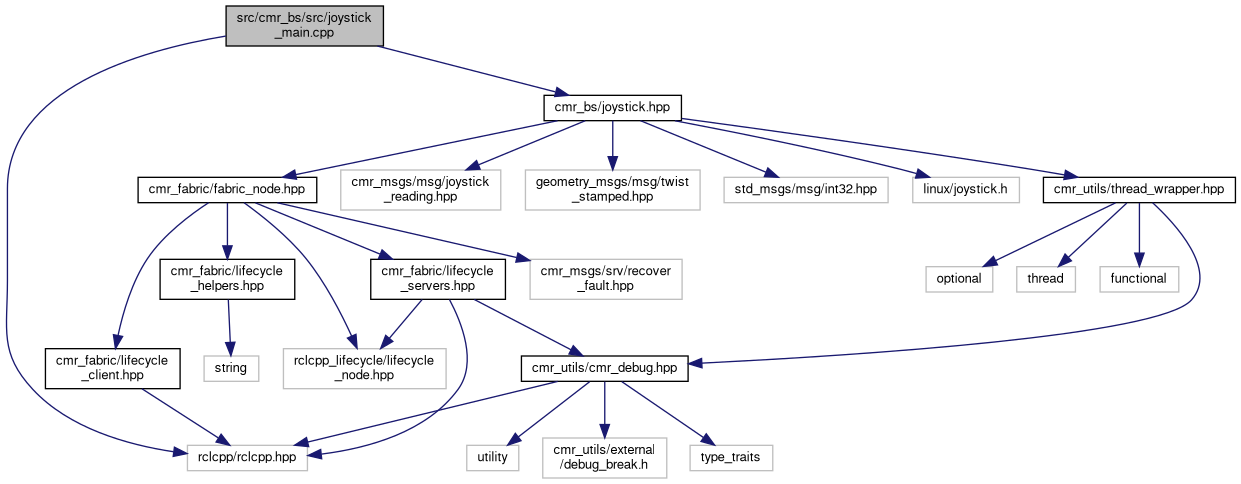 src/cmr_bs/src/joystick
_main.cpp
cmr_bs/joystick.hpp
cmr_fabric/fabric_node.hpp
cmr_msgs/msg/joystick
_reading.hpp
geometry_msgs/msg/twist
_stamped.hpp
std_msgs/msg/int32.hpp
linux/joystick.h
cmr_utils/thread_wrapper.hpp
cmr_fabric/lifecycle
_helpers.hpp
cmr_fabric/lifecycle
_servers.hpp
cmr_msgs/srv/recover
_fault.hpp
optional
thread
functional
cmr_fabric/lifecycle
_client.hpp
string
rclcpp_lifecycle/lifecycle
_node.hpp
cmr_utils/cmr_debug.hpp
rclcpp/rclcpp.hpp
utility
cmr_utils/external
/debug_break.h
type_traits